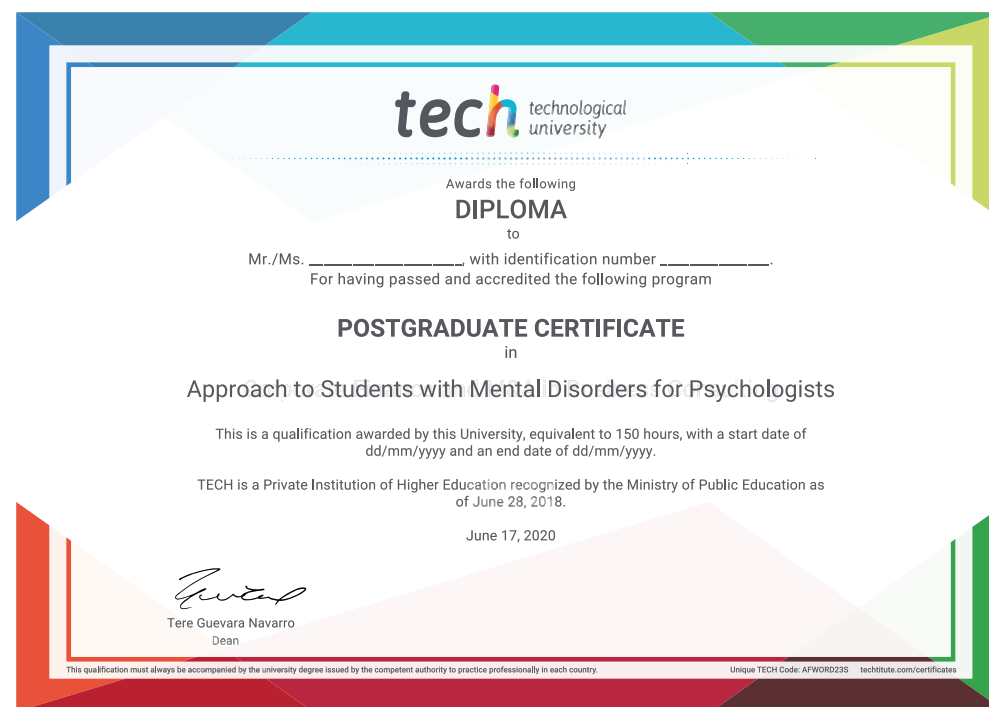 tech technological
university
Awards the following
DIPLOMA
to
Mr./Ms. ____________________, with identification number ______________.
For having passed and accredited the following program
POSTGRADUATE CERTIFICATE
in
Approach to Students with Mental Disorders for Psychologists
This is a qualification awarded by this University, equivalent to 150 hours, with a start date of
dd/mm/yyyy and an end date of dd/mm/yyyy.
TECH is a Private Institution of Higher Education recognized by the Ministry of Public Education as
of June 28, 2018.
June 17, 2020
Tere Guevara Navarro
Dean
This qualification must always be accompanied by the university degree issued by the competent authority to practice professionally in each country. Unique TECH Code: AFWORD23S techtitute.com/certificates